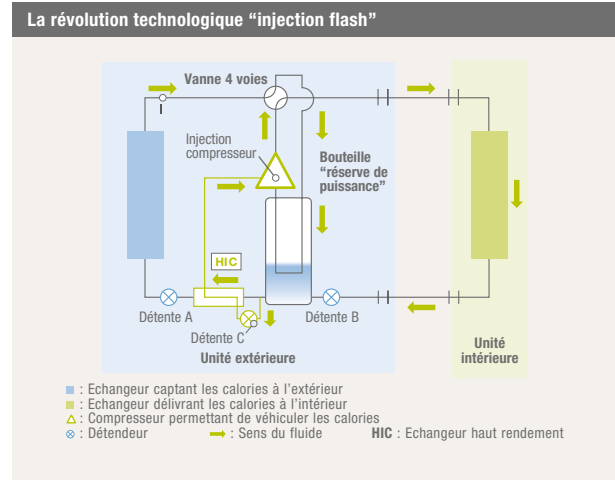 La révolution technologique “injection flash”
Vanne 4 voies
Injection
compresseur
Bouteille
“réserve de
puissance”
HIC
Détente A
Détente B
Détente C
Unité extérieure
Unité
intérieure
: Echangeur captant les calories à l’extérieur
: Echangeur délivrant les calories à l’intérieur
: Compresseur permettant de véhiculer les calories
: Détendeur : Sens du fluide HIC : Echangeur haut rendement